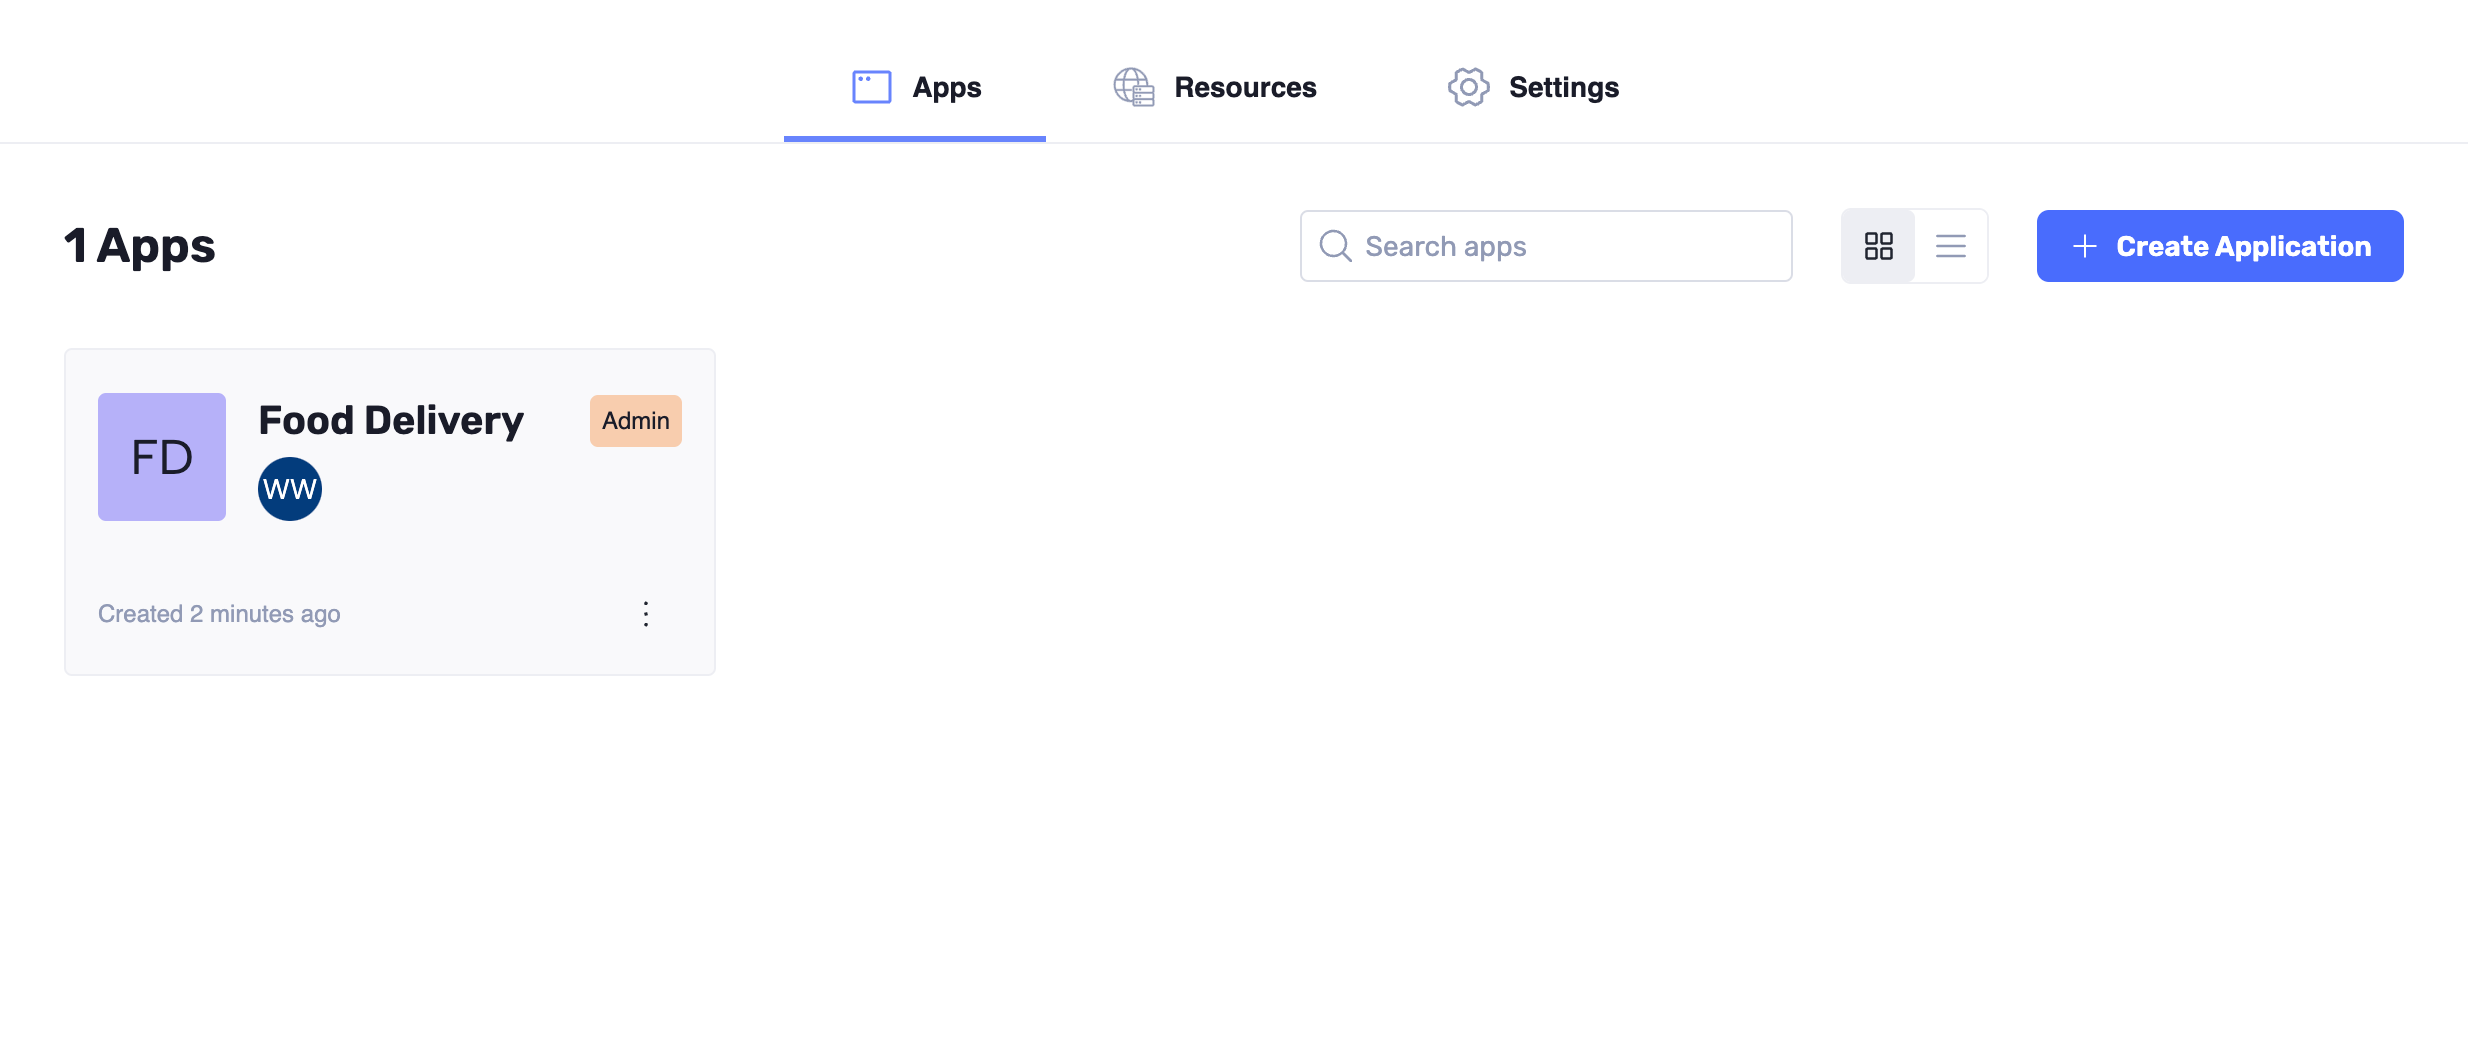 Apps
Resources
Settings
1 Apps
Search apps
Create Application
FD
Food Delivery
Admin
WW
Created 2 minutes ago